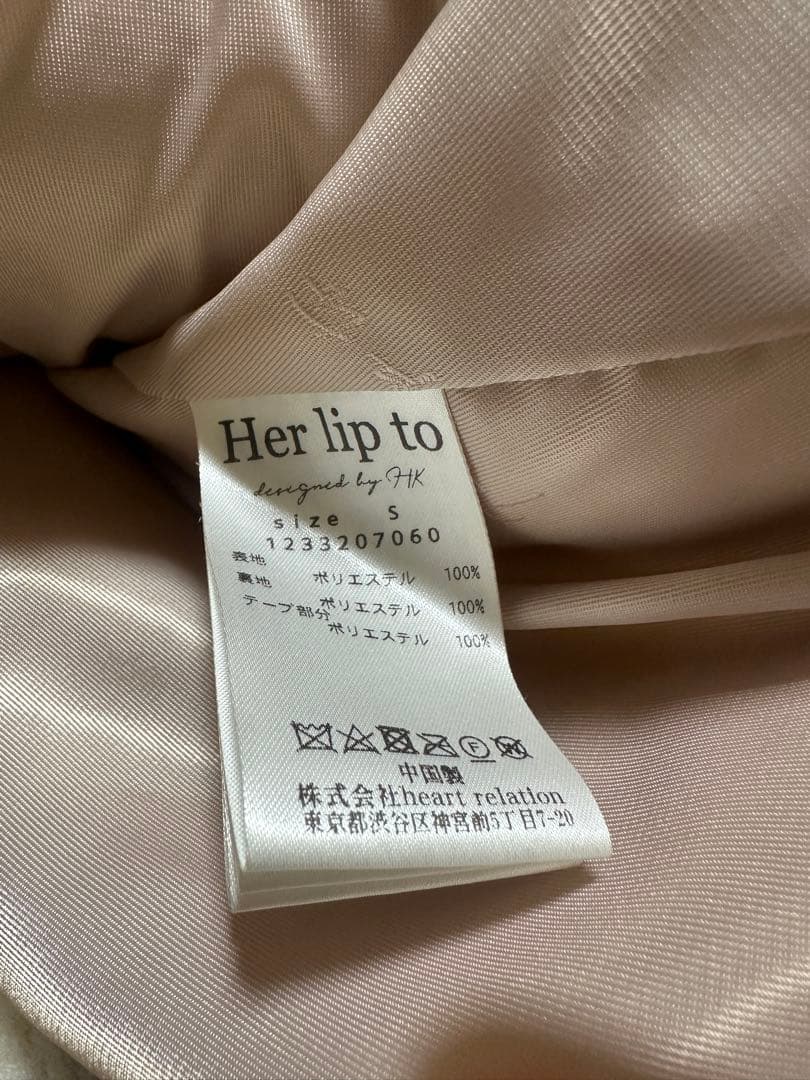 Her lip to
designed by HK
size S
1233207060
表地 ポリエステル 100%
裏地 ポリエステル 100%
テープ部分 ポリエステル 100%
F
中国製
株式会社heart relation
東京都渋谷区神宮前5丁目7-20